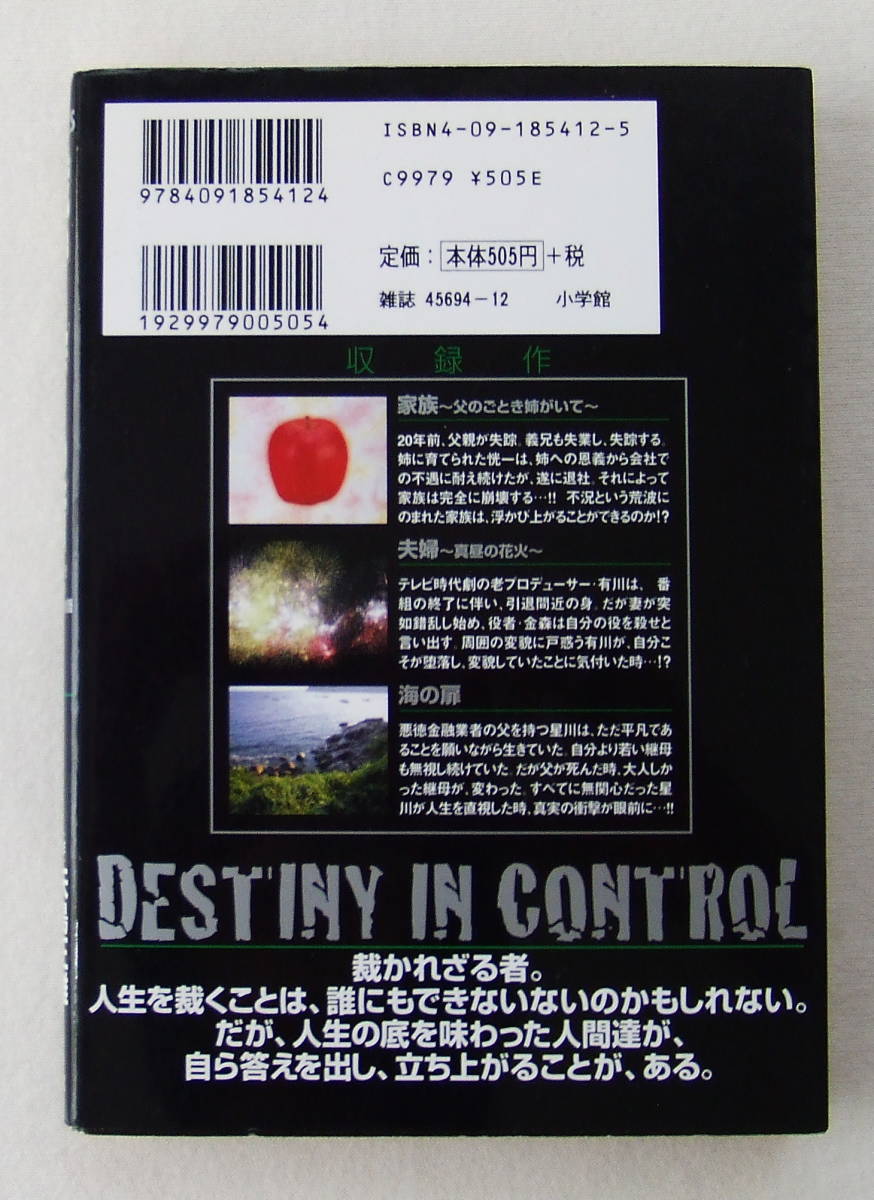 ISBN4-09-185412-5
9784091854124
C9979 ¥505E
定価：本体505円＋税
雑誌 45694－12　小学館
1929979005054
収録作
家族～父のごとき姉がいて～
20年前、父親が失踪。義兄も失業し、失踪する。
姉に育てられた恍一は、姉への恩義から会社で
の不遇に耐え続けたが、遂に退社。それによって
家族は完全に崩壊する…!! 不況という荒波に
のまれた家族は、浮かび上がることができるのか!?
夫婦～真昼の花火～
テレビ時代劇の老プロデューサー・有川は、 番
組の終了に伴い、引退間近の身。だが妻が突
如錯乱し始め、役者・金森は自分の役を殺せと
言い出す。周囲の変貌に戸惑う有川が、自分こ
そが堕落し、変貌していたことに気付いた時…!?
海の扉
悪徳金融業者の父を持つ星川は、ただ平凡であ
ることを願いながら生きていた。自分より若い継母
も無視し続けていた。だが父が死んだ時、大人しか
った継母が、変わった。すべてに無関心だった星
川が人生を直視した時、真実の衝撃が眼前に…!!
DESTINY IN CONTROL
裁かれざる者。
人生を裁くことは、誰にもできないないのかもしれない。
だが、人生の底を味わった人間達が、
自ら答えを出し、立ち上がることが、ある。